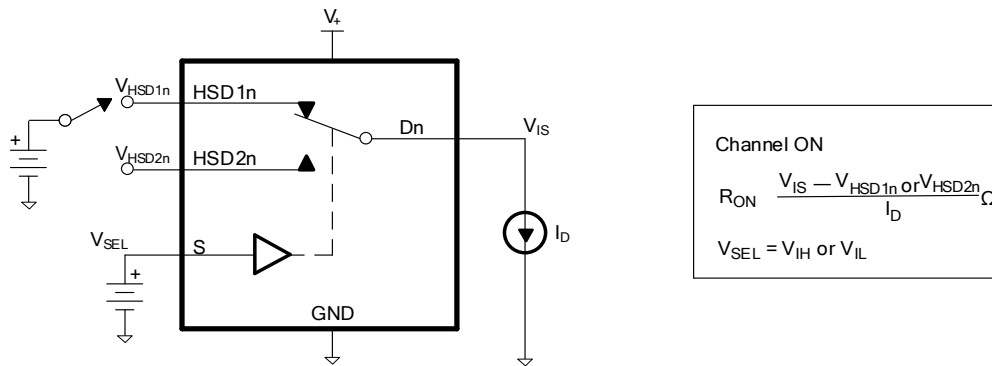 V+
VHSD1n
HSD1n
Dn
VIS
+
VHSD2n
HSD2n
VSEL
S
+
ID
GND
Channel ON
RON VIS — VHSD1n or VHSD2n
ID
Ω
VSEL = VIH or VIL